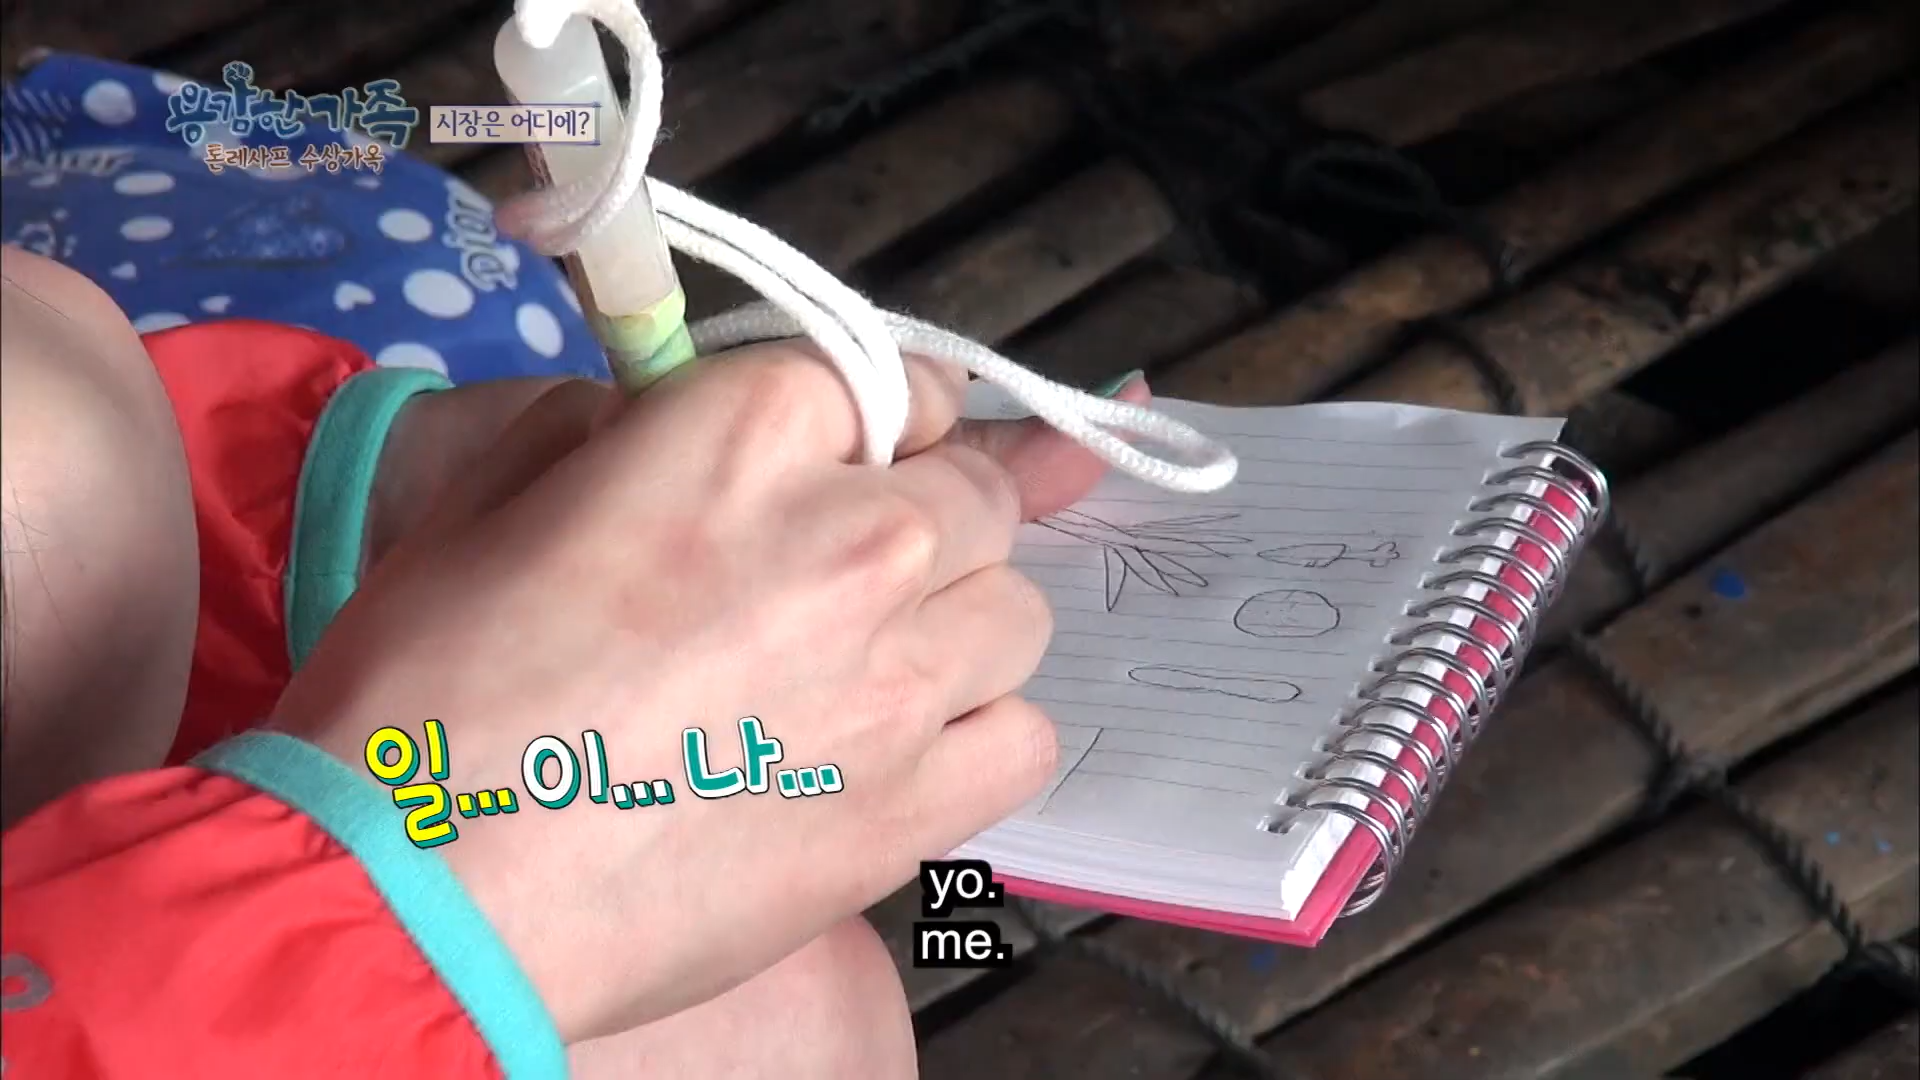 용감한 가족
톤레사프 수상가옥
시장은 어디에?
일... 이... 나...
yo.
me.